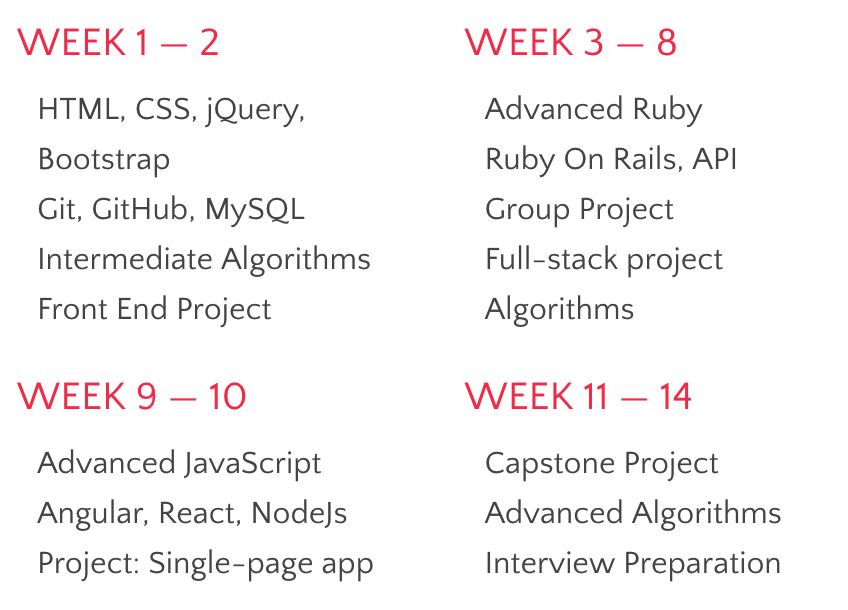 WEEK 1 — 2
HTML, CSS, jQuery,
Bootstrap
Git, GitHub, MySQL
Intermediate Algorithms
Front End Project
WEEK 3 — 8
Advanced Ruby
Ruby On Rails, API
Group Project
Full-stack project
Algorithms
WEEK 9 — 10
Advanced JavaScript
Angular, React, NodeJs
Project: Single-page app
WEEK 11 — 14
Capstone Project
Advanced Algorithms
Interview Preparation